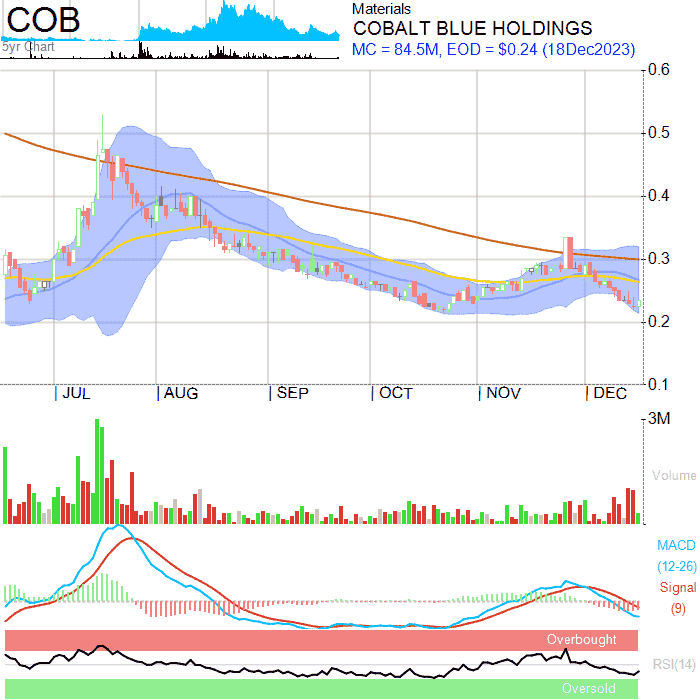 COB
5yr Chart
Materials
COBALT BLUE HOLDINGS
MC = 84.5M, EOD = $0.24 (18Dec2023)
0.6
0.5
0.4
0.3
0.2
0.1
JUL AUG SEP OCT NOV DEC
3M
Volume
MACD
(12-26)
Signal
(9)
Overbought
RSI(14)
Oversold